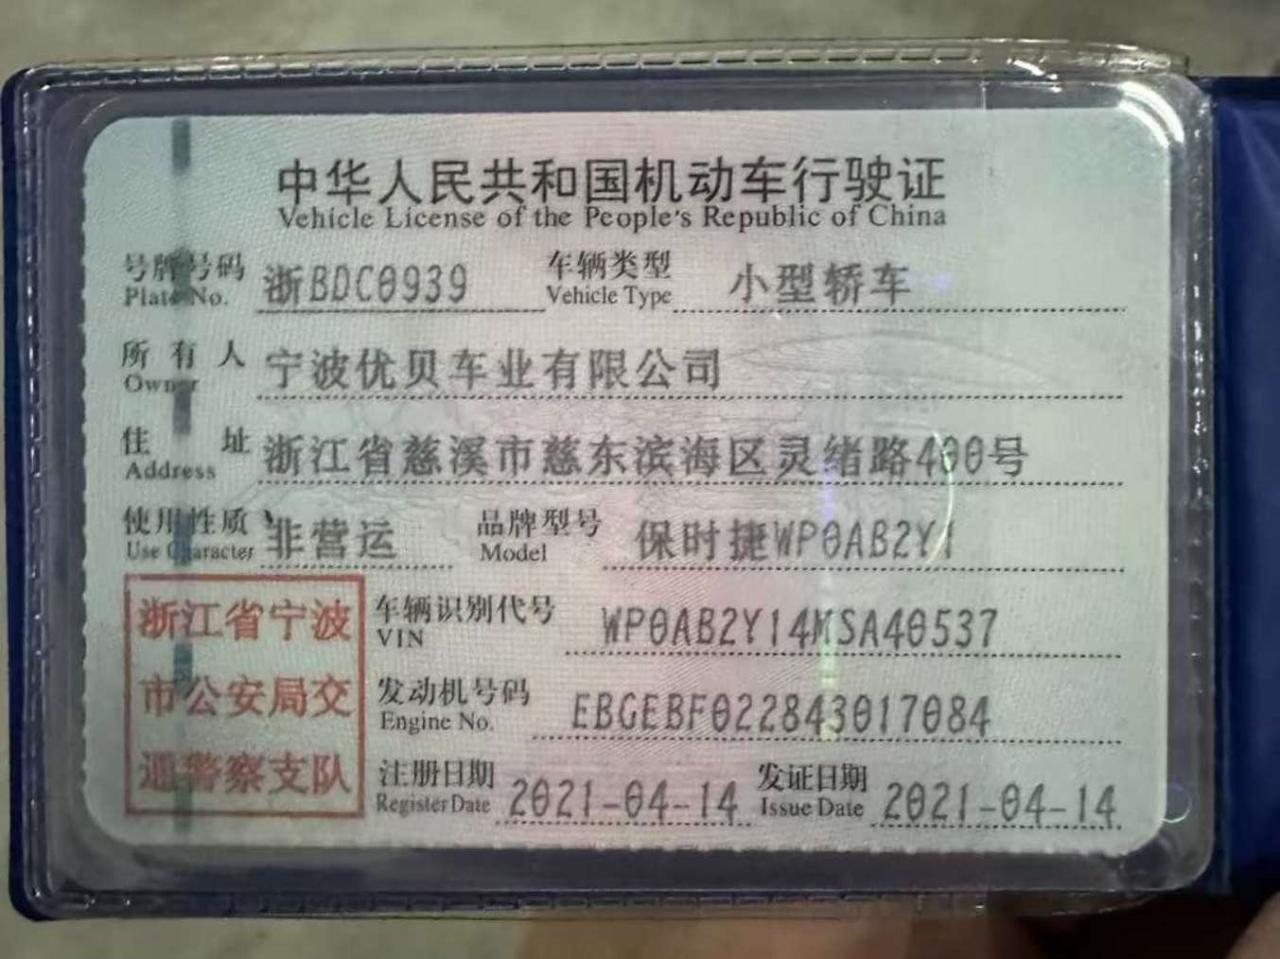 中华人民共和国机动车行驶证
Vehicle License of the People's Republic of China
号牌号码 浙BDC0939 车辆类型 小型轿车
Plate No. Vehicle Type
所有人 宁波优贝车业有限公司
Owner
住址 浙江省慈溪市慈东滨海区灵绪路400号
Address
使用性质 非营运 品牌型号 保时捷WP0AB2Y1
Use Character Model
浙江省宁波
市公安局交
通警察支队
车辆识别代号 WP0AB2Y14MSA40537
VIN
发动机号码 EBGEBF022843017084
Engine No.
注册日期 2021-04-14 发证日期 2021-04-14
Register Date Issue Date